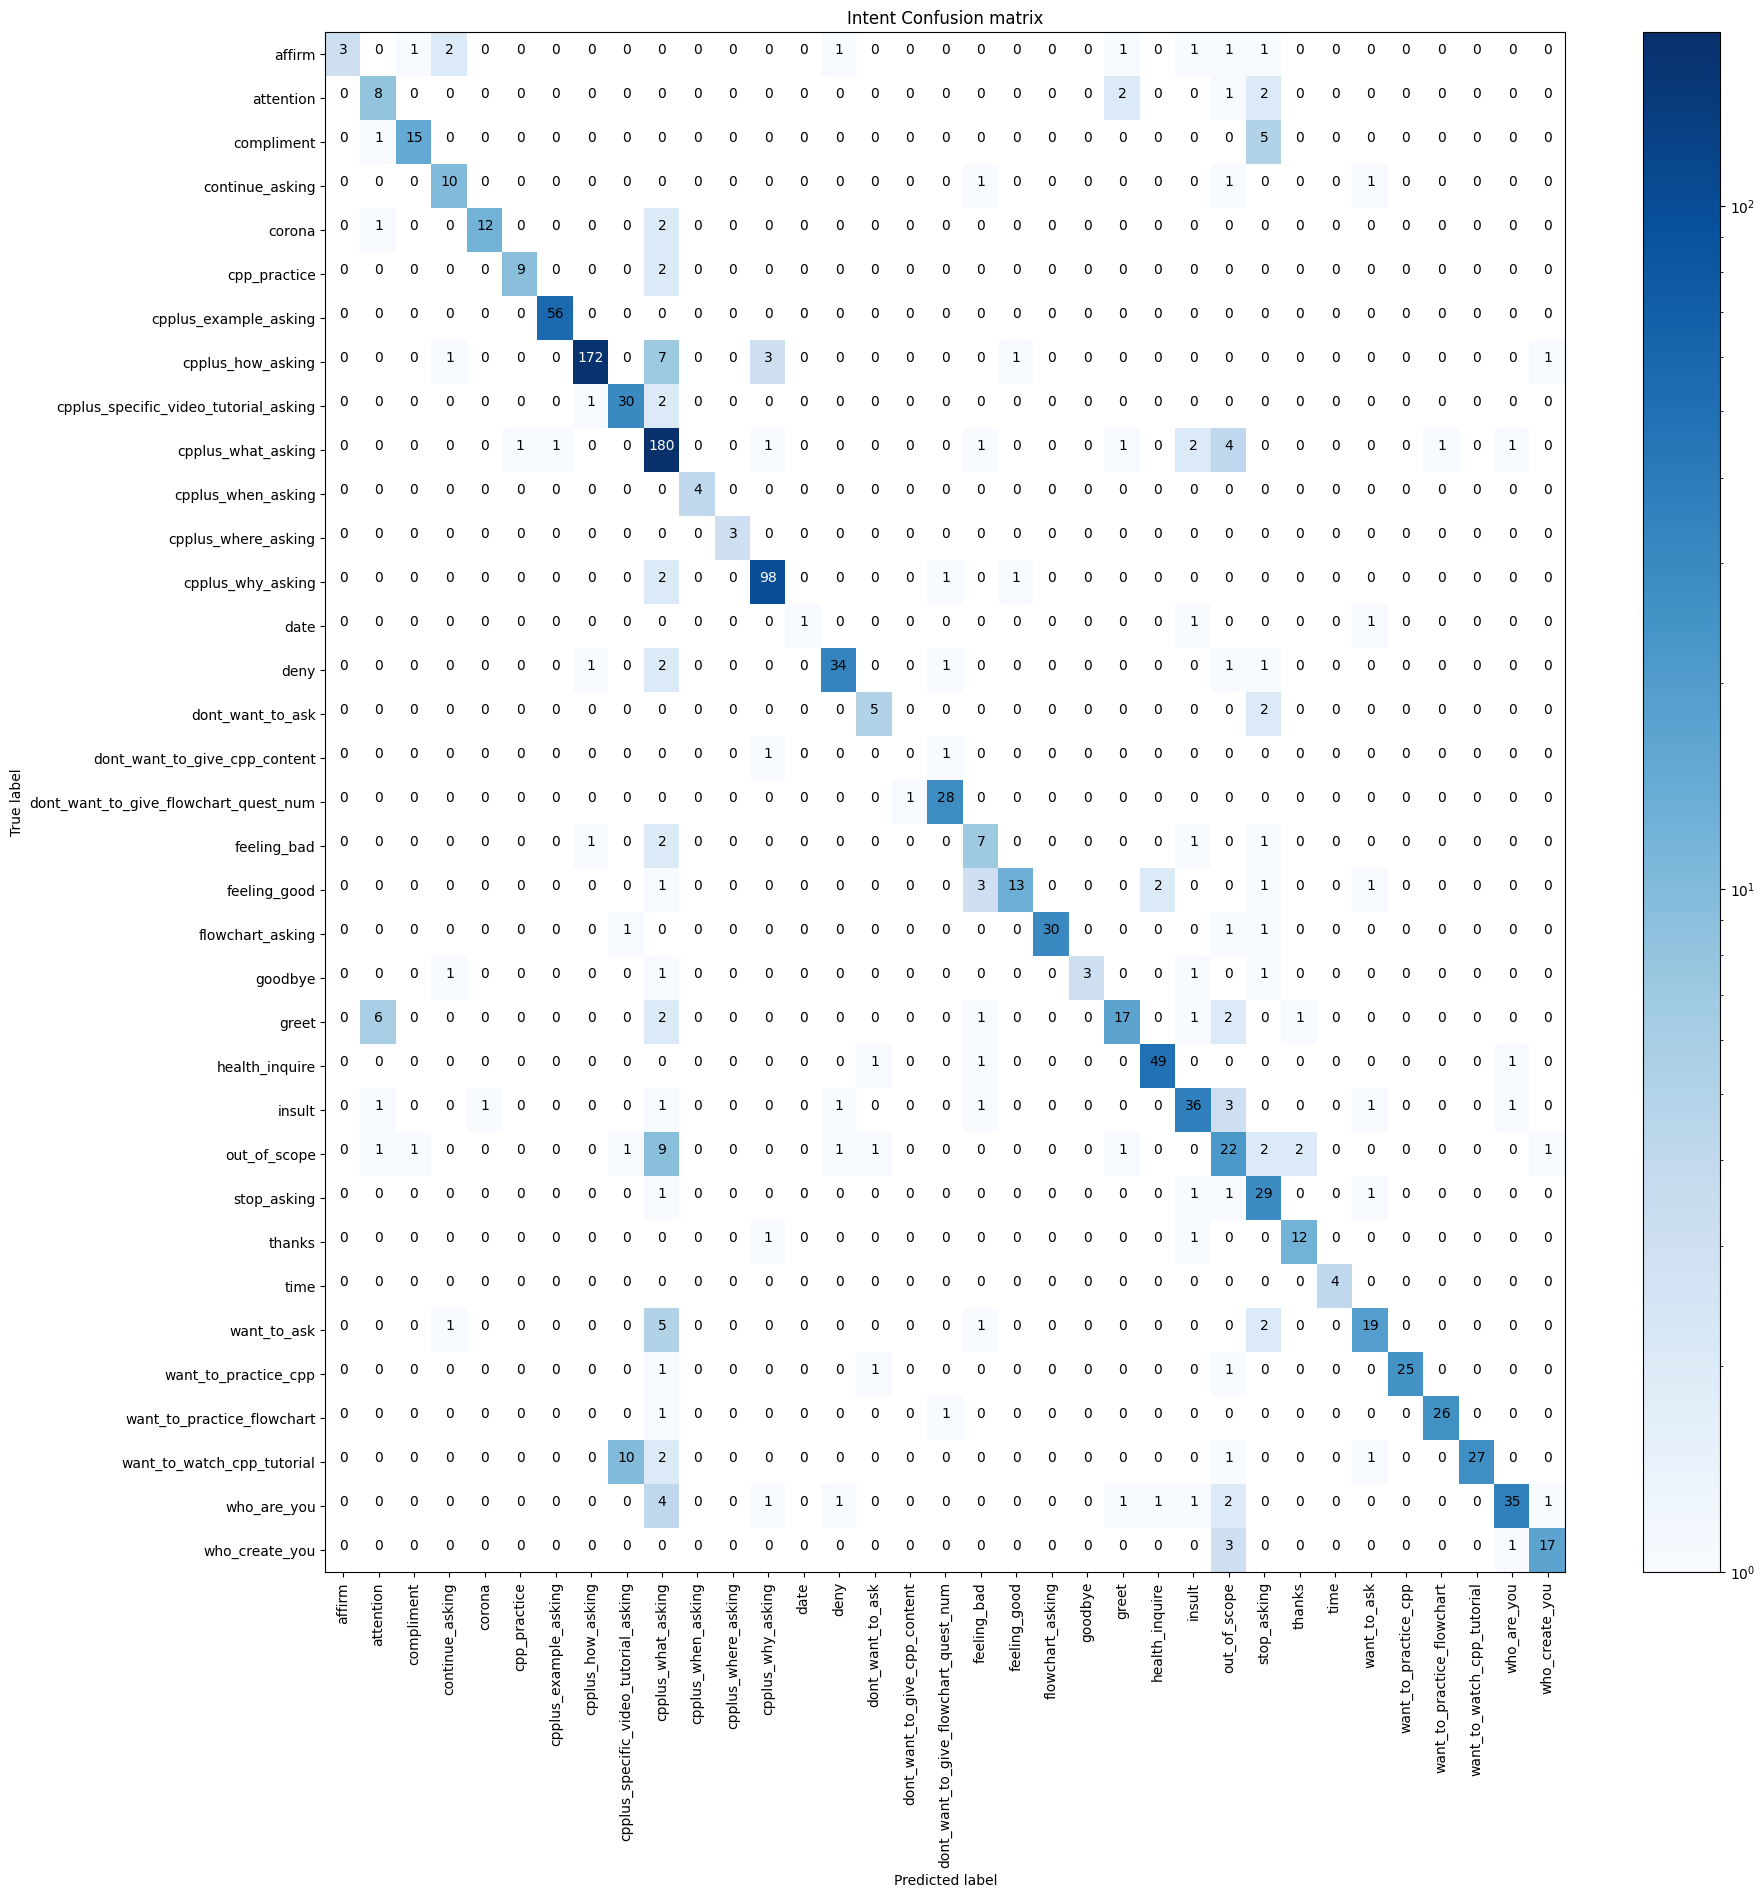 Intent Confusion matrix
affirm 3 0 1 2 0 0 0 0 0 0 0 0 0 0 1 0 0 0 0 0 0 0 1 0 1 1 1 0 0 0 0 0 0 0 0
attention 0 8 0 0 0 0 0 0 0 0 0 0 0 0 0 0 0 0 0 0 0 0 2 0 0 1 2 0 0 0 0 0 0 0 0
compliment 0 1 15 0 0 0 0 0 0 0 0 0 0 0 0 0 0 0 0 0 0 0 0 0 0 0 5 0 0 0 0 0 0 0 0
continue_asking 0 0 0 10 0 0 0 0 0 0 0 0 0 0 0 0 0 0 1 0 0 0 0 0 0 1 0 0 0 1 0 0 0 0 0
corona 0 1 0 0 12 0 0 0 0 2 0 0 0 0 0 0 0 0 0 0 0 0 0 0 0 0 0 0 0 0 0 0 0 0 0
cpp_practice 0 0 0 0 0 9 0 0 0 2 0 0 0 0 0 0 0 0 0 0 0 0 0 0 0 0 0 0 0 0 0 0 0 0 0
cpplus_example_asking 0 0 0 0 0 0 56 0 0 0 0 0 0 0 0 0 0 0 0 0 0 0 0 0 0 0 0 0 0 0 0 0 0 0 0
cpplus_how_asking 0 0 0 1 0 0 0 172 0 7 0 0 3 0 0 0 0 0 0 1 0 0 0 0 0 0 0 0 0 0 0 0 0 0 1
cpplus_specific_video_tutorial_asking 0 0 0 0 0 0 0 1 30 2 0 0 0 0 0 0 0 0 0 0 0 0 0 0 0 0 0 0 0 0 0 0 0 0 0
cpplus_what_asking 0 0 0 0 0 1 1 0 0 180 0 0 1 0 0 0 0 0 1 0 0 0 1 0 2 4 0 0 0 0 0 1 0 1 0
cpplus_when_asking 0 0 0 0 0 0 0 0 0 0 4 0 0 0 0 0 0 0 0 0 0 0 0 0 0 0 0 0 0 0 0 0 0 0 0
cpplus_where_asking 0 0 0 0 0 0 0 0 0 0 0 3 0 0 0 0 0 0 0 0 0 0 0 0 0 0 0 0 0 0 0 0 0 0 0
cpplus_why_asking 0 0 0 0 0 0 0 0 0 2 0 0 98 0 0 0 0 1 0 1 0 0 0 0 0 0 0 0 0 0 0 0 0 0 0
date 0 0 0 0 0 0 0 0 0 0 0 0 0 1 0 0 0 0 0 0 0 0 0 0 1 0 0 0 0 1 0 0 0 0 0
deny 0 0 0 0 0 0 0 1 0 2 0 0 0 0 34 0 0 1 0 0 0 0 0 0 0 1 1 0 0 0 0 0 0 0 0
dont_want_to_ask 0 0 0 0 0 0 0 0 0 0 0 0 0 0 0 5 0 0 0 0 0 0 0 0 0 0 2 0 0 0 0 0 0 0 0
dont_want_to_give_cpp_content 0 0 0 0 0 0 0 0 0 0 0 0 1 0 0 0 0 1 0 0 0 0 0 0 0 0 0 0 0 0 0 0 0 0 0
dont_want_to_give_flowchart_quest_num 0 0 0 0 0 0 0 0 0 0 0 0 0 0 0 0 1 28 0 0 0 0 0 0 0 0 0 0 0 0 0 0 0 0 0
feeling_bad 0 0 0 0 0 0 0 1 0 2 0 0 0 0 0 0 0 0 7 0 0 0 0 0 1 0 1 0 0 0 0 0 0 0 0
feeling_good 0 0 0 0 0 0 0 0 0 1 0 0 0 0 0 0 0 0 3 13 0 0 0 2 0 0 1 0 0 1 0 0 0 0 0
flowchart_asking 0 0 0 0 0 0 0 0 1 0 0 0 0 0 0 0 0 0 0 0 30 0 0 0 0 1 1 0 0 0 0 0 0 0 0
goodbye 0 0 0 1 0 0 0 0 0 1 0 0 0 0 0 0 0 0 0 0 0 3 0 0 1 0 1 0 0 0 0 0 0 0 0
greet 0 6 0 0 0 0 0 0 0 2 0 0 0 0 0 0 0 0 1 0 0 0 17 0 1 2 0 1 0 0 0 0 0 0 0
health_inquire 0 0 0 0 0 0 0 0 0 0 0 0 0 0 0 1 0 0 1 0 0 0 0 49 0 0 0 0 0 0 0 0 0 1 0
insult 0 1 0 0 1 0 0 0 0 1 0 0 0 0 1 0 0 0 1 0 0 0 0 0 36 3 0 0 0 1 0 0 0 1 0
out_of_scope 0 1 1 0 0 0 0 0 1 9 0 0 0 0 1 1 0 0 0 0 0 0 1 0 0 22 2 2 0 0 0 0 0 0 1
stop_asking 0 0 0 0 0 0 0 0 0 1 0 0 0 0 0 0 0 0 0 0 0 0 0 0 1 1 29 0 0 1 0 0 0 0 0
thanks 0 0 0 0 0 0 0 0 0 0 0 0 1 0 0 0 0 0 0 0 0 0 0 0 1 0 0 12 0 0 0 0 0 0 0
time 0 0 0 0 0 0 0 0 0 0 0 0 0 0 0 0 0 0 0 0 0 0 0 0 0 0 0 0 4 0 0 0 0 0 0
want_to_ask 0 0 0 1 0 0 0 0 0 5 0 0 0 0 0 0 0 0 1 0 0 0 0 0 0 0 2 0 0 19 0 0 0 0 0
want_to_practice_cpp 0 0 0 0 0 0 0 0 0 1 0 0 0 0 0 1 0 0 0 0 0 0 0 0 0 1 0 0 0 0 25 0 0 0 0
want_to_practice_flowchart 0 0 0 0 0 0 0 0 0 1 0 0 0 0 0 0 0 1 0 0 0 0 0 0 0 0 0 0 0 0 0 26 0 0 0
want_to_watch_cpp_tutorial 0 0 0 0 0 0 0 0 10 2 0 0 0 0 0 0 0 0 0 0 0 0 0 0 0 1 0 0 0 1 0 0 27 0 0
who_are_you 0 0 0 0 0 0 0 0 0 4 0 0 1 0 1 0 0 0 0 0 0 0 1 1 1 2 0 0 0 0 0 0 0 35 1
who_create_you 0 0 0 0 0 0 0 0 0 0 0 0 0 0 0 0 0 0 0 0 0 0 0 0 0 3 0 0 0 0 0 0 0 1 17
True label
affirm
attention
compliment
continue_asking
corona
cpp_practice
cpplus_example_asking
cpplus_how_asking
cpplus_specific_video_tutorial_asking
cpplus_what_asking
cpplus_when_asking
cpplus_where_asking
cpplus_why_asking
date
deny
dont_want_to_ask
dont_want_to_give_cpp_content
dont_want_to_give_flowchart_quest_num
feeling_bad
feeling_good
flowchart_asking
goodbye
greet
health_inquire
insult
out_of_scope
stop_asking
thanks
time
want_to_ask
want_to_practice_cpp
want_to_practice_flowchart
want_to_watch_cpp_tutorial
who_are_you
who_create_you
Predicted label
10²
10¹
10⁰